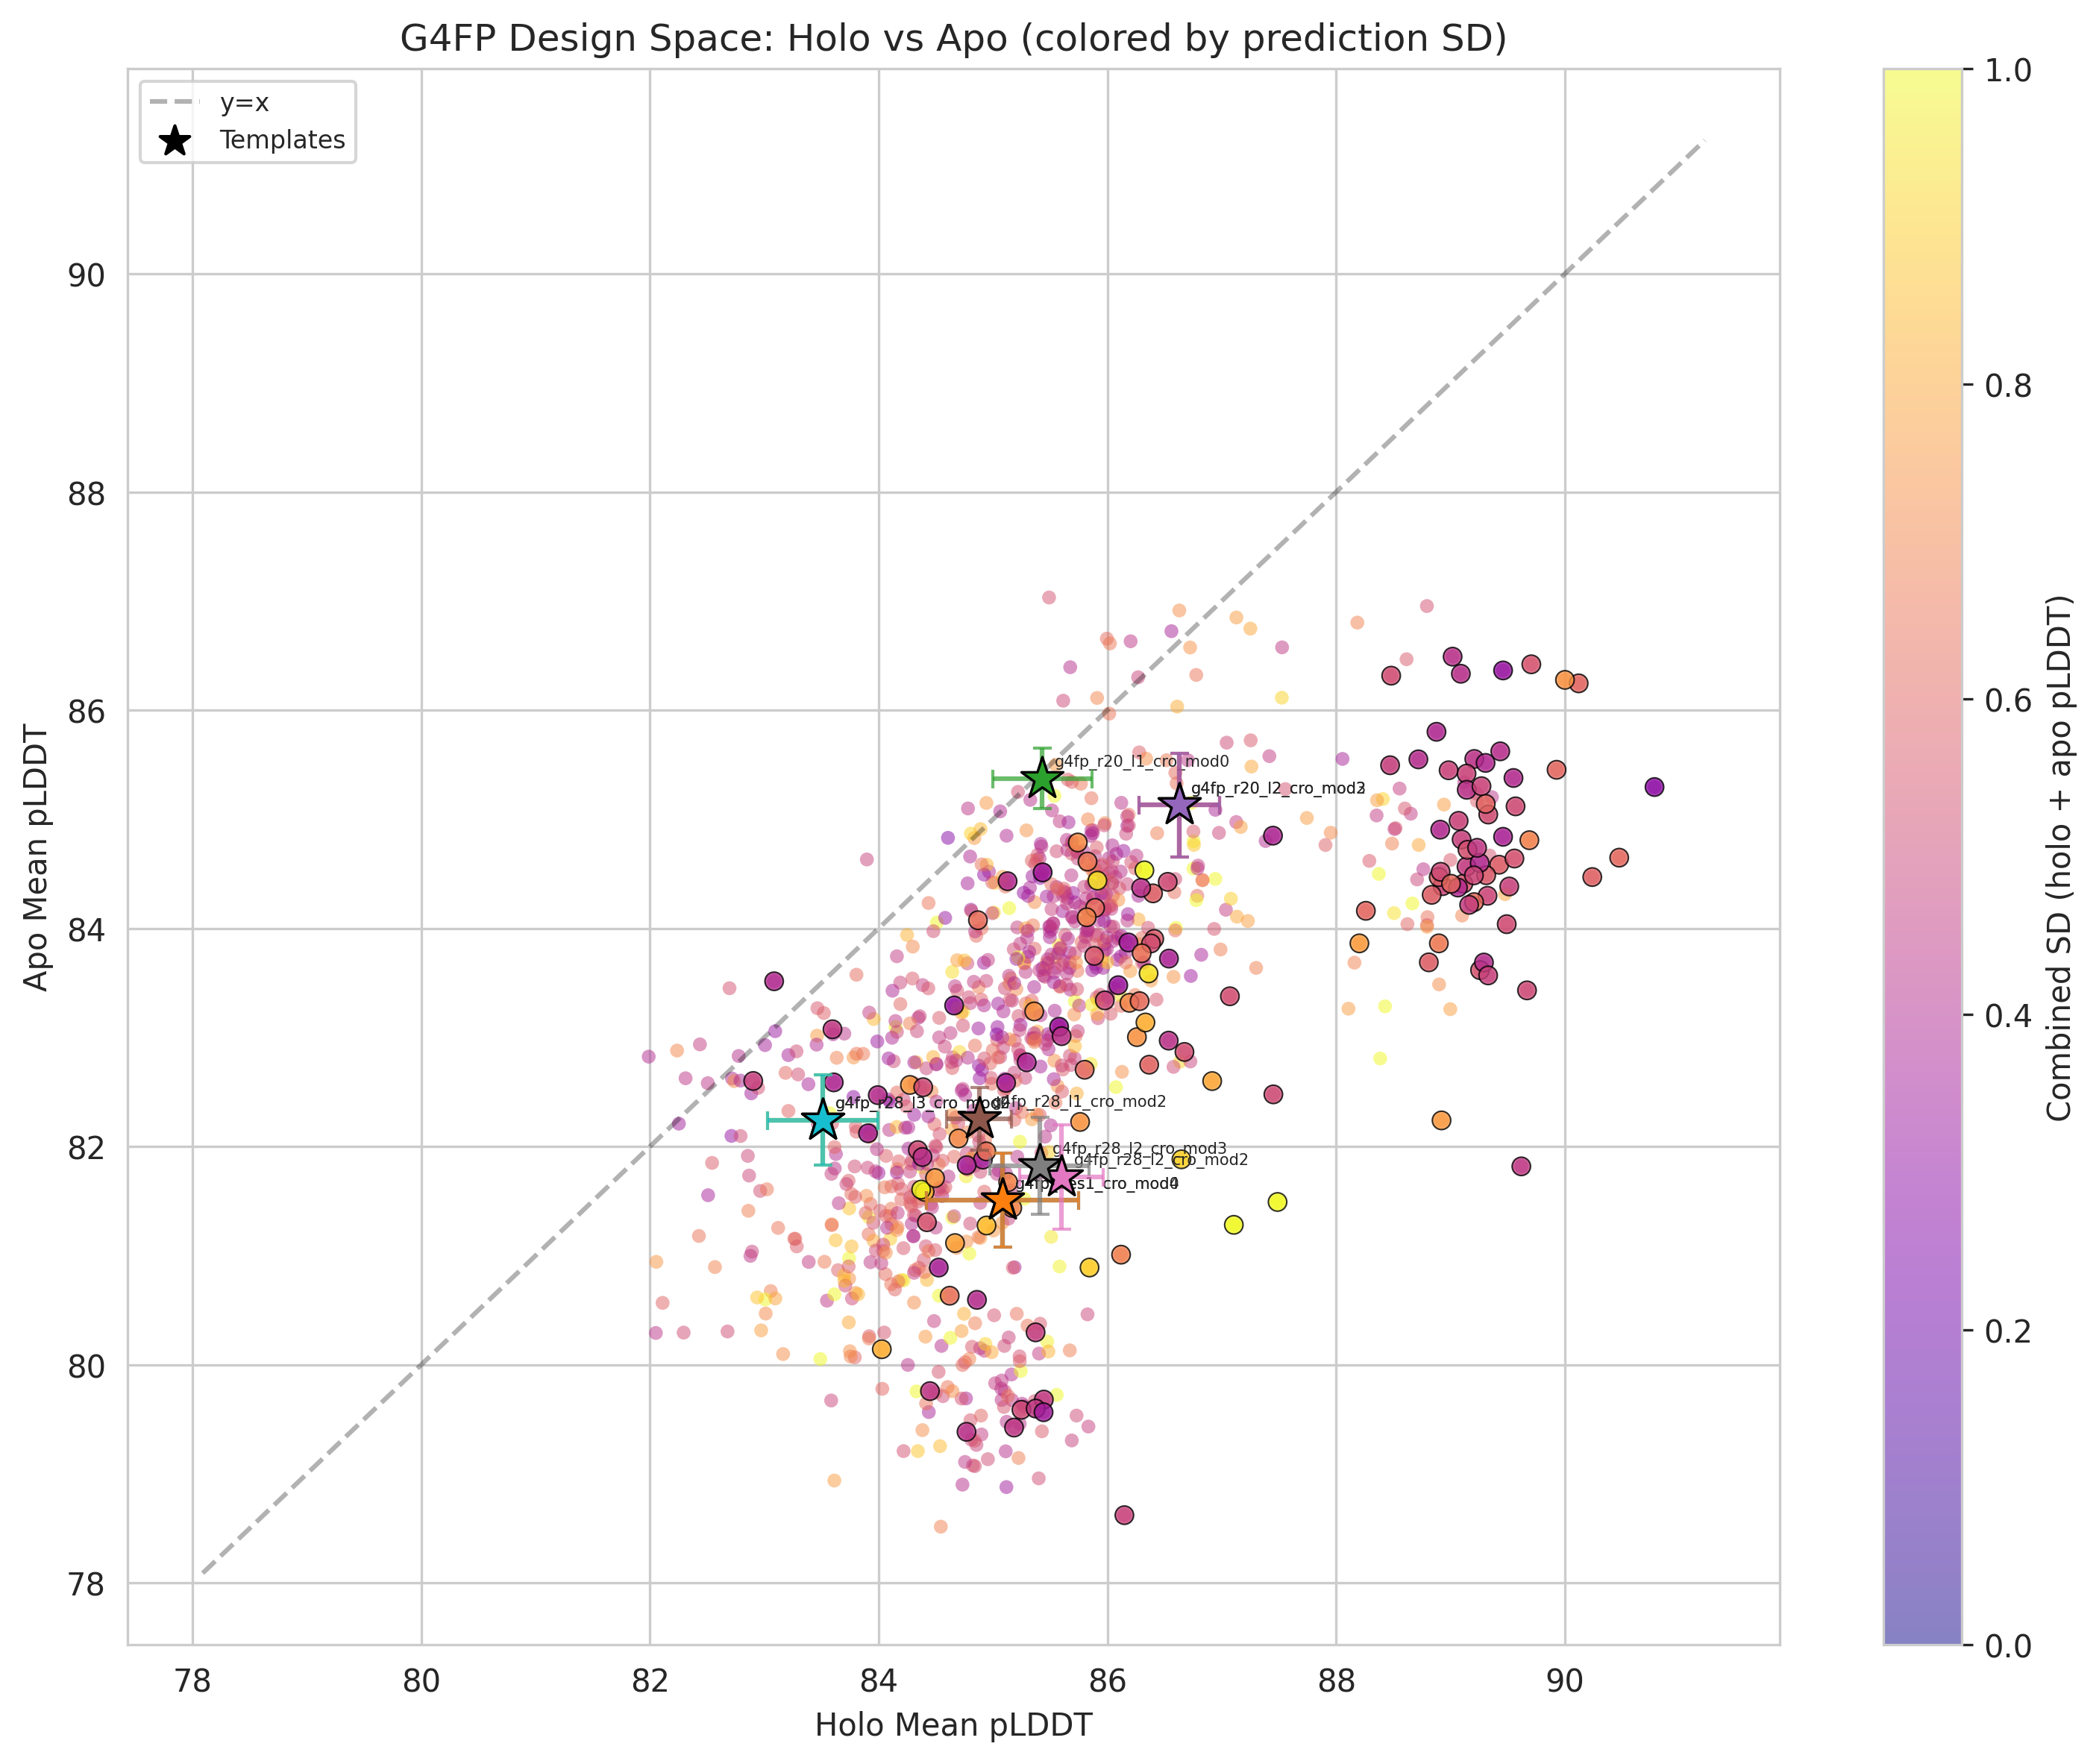 G4FP Design Space: Holo vs Apo (colored by prediction SD)
y=x
Templates
Apo Mean pLDDT
90
88
86
84
82
80
78
g4fp_r20_l1_cro_mod0
g4fp_r28_l3_cro_mod2
g4fp_r28_l1_cro_mod2
g4fp_r28_l2_cro_mod3
g4fp_r28_l2_cro_mod2
78
80
82
84
86
88
90
Holo Mean pLDDT
1.0
0.8
0.6
0.4
0.2
0.0
Combined SD (holo + apo pLDDT)